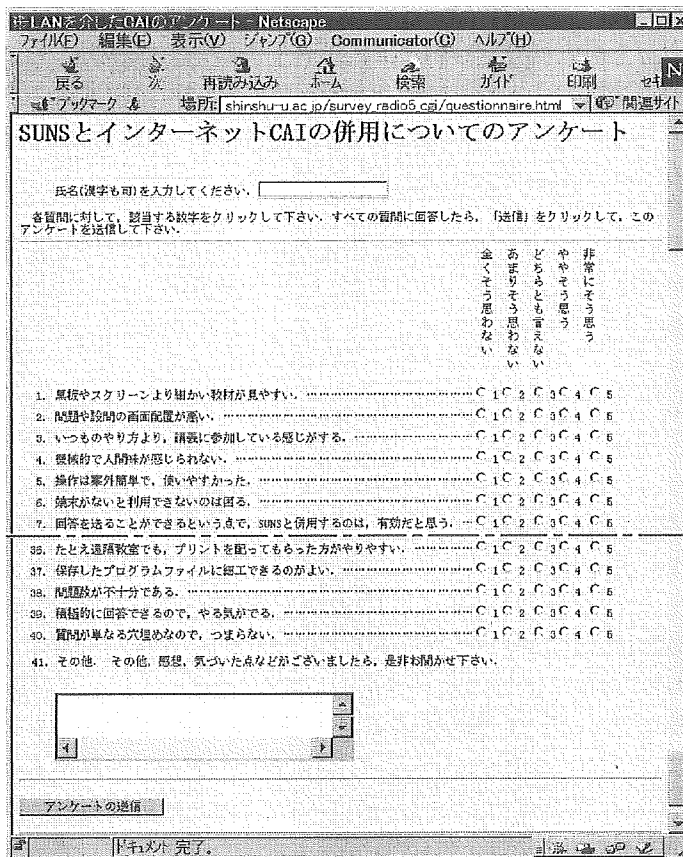 LANを介したCAIのアンケート - Netscape
ファイル(F) 編集(E) 表示(V) ジャンプ(G) Communicator(C) ヘルプ(H)
戻る 次 再読み込み ホーム 検索 ガイド 印刷 セキ
ブックマーク 場所: shinshu-u.ac.jp/survey_radio5_cgi/questionnaire.html 関連サイト
SUNSとインターネットCAIの併用についてのアンケート
氏名(漢字も可)を入力してください.
各質問に対して, 該当する数字をクリックして下さい. すべての質問に回答したら, 「送信」をクリックして, この
アンケートを送信して下さい.
全くそう思わない
あまりそう思わない
どちらとも言えない
ややそう思う
非常にそう思う
1. 黒板やスクリーンより細かい教材が見やすい. 1 2 3 4 5
2. 問題や設問の画面配置が悪い. 1 2 3 4 5
3. いつものやり方より, 講義に参加している感じがする. 1 2 3 4 5
4. 機械的で人間味が感じられない. 1 2 3 4 5
5. 操作は案外簡単で, 使いやすかった. 1 2 3 4 5
6. 端末がないと利用できないのは困る. 1 2 3 4 5
7. 回答を送ることができるという点で, SUNSと併用するのは, 有効だと思う. 1 2 3 4 5
36. たとえ遠隔教室でも, プリントを配ってもらった方がやりやすい. 1 2 3 4 5
37. 保存したプログラムファイルに細工できるのがよい. 1 2 3 4 5
38. 問題数が不十分である. 1 2 3 4 5
39. 積極的に回答できるので, やる気がでる. 1 2 3 4 5
40. 質問が単なる穴埋めなので, つまらない. 1 2 3 4 5
41. その他. その他, 感想, 気づいた点などがございましたら, 是非お聞かせ下さい.
アンケートの送信
ドキュメント 完了.